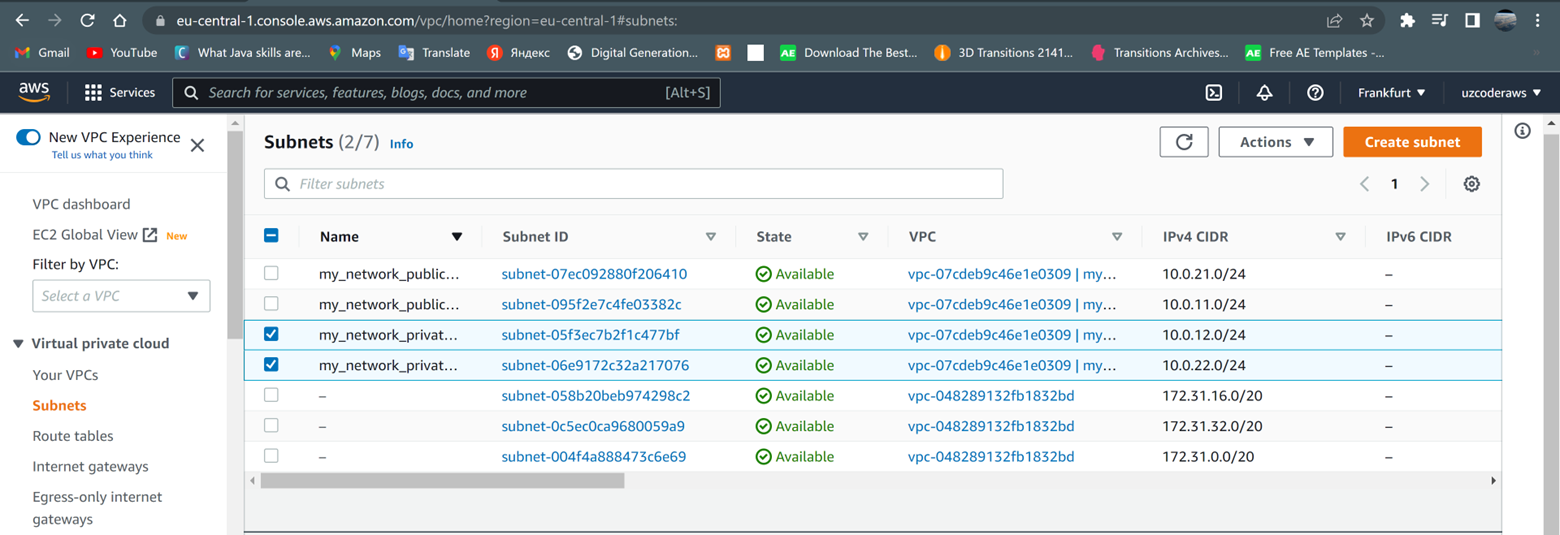 eu-central-1.console.aws.amazon.com/vpc/home?region=eu-central-1#subnets:
Gmail YouTube What Java skills are... Maps Translate Яндекс Digital Generation... AE Download The Best... 3D Transitions 2141... Transitions Archives... AE Free AE Templates -...
aws Services Search for services, features, blogs, docs, and more [Alt+S] Frankfurt uzcoderaws
New VPC Experience
Tell us what you think
VPC dashboard
EC2 Global View New
Filter by VPC:
Select a VPC
Virtual private cloud
Your VPCs
Subnets
Route tables
Internet gateways
Egress-only internet
gateways
Subnets (2/7) Info Actions Create subnet
Filter subnets 1
Name Subnet ID State VPC IPv4 CIDR IPv6 CIDR
my_network_public... subnet-07ec092880f206410 Available vpc-07cdeb9c46e1e0309 | my... 10.0.21.0/24 –
my_network_public... subnet-095f2e7c4fe03382c Available vpc-07cdeb9c46e1e0309 | my... 10.0.11.0/24 –
my_network_privat... subnet-05f3ec7b2f1c477bf Available vpc-07cdeb9c46e1e0309 | my... 10.0.12.0/24 –
my_network_privat... subnet-06e9172c32a217076 Available vpc-07cdeb9c46e1e0309 | my... 10.0.22.0/24 –
– subnet-058b20beb974298c2 Available vpc-048289132fb1832bd 172.31.16.0/20 –
– subnet-0c5ec0ca9680059a9 Available vpc-048289132fb1832bd 172.31.32.0/20 –
– subnet-004f4a888473c6e69 Available vpc-048289132fb1832bd 172.31.0.0/20 –